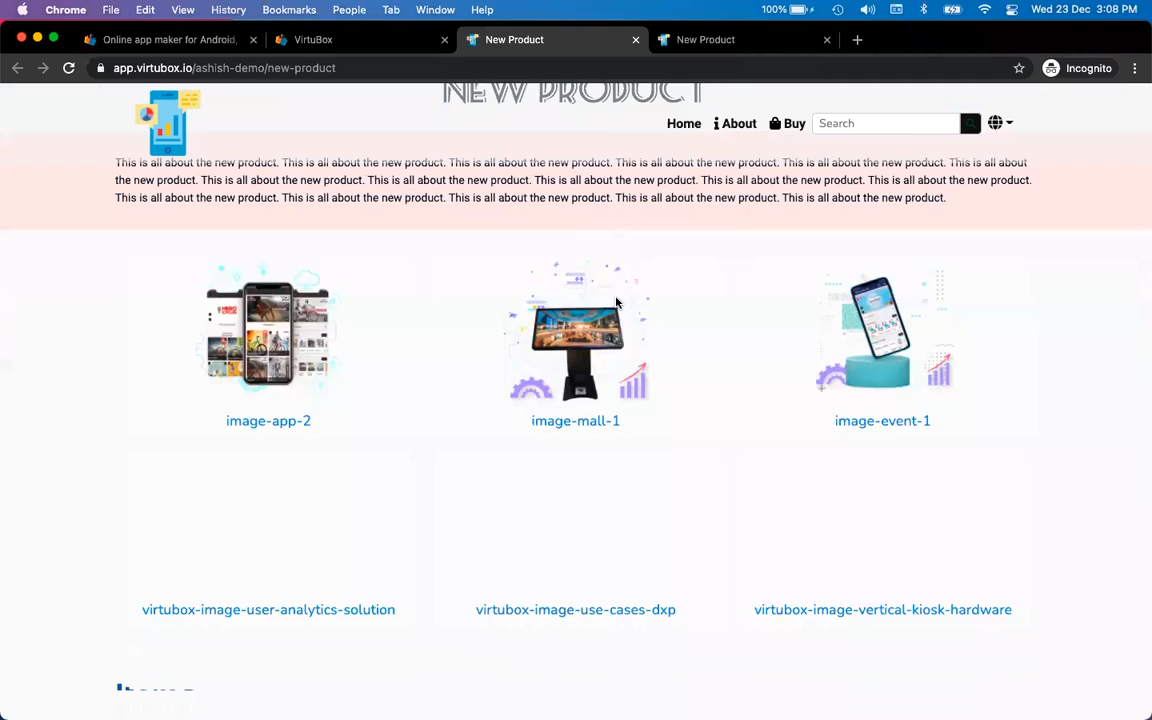 Chrome File Edit View History Bookmarks People Tab Window Help 100% Wed 23 Dec 3:08 PM
Online app maker for Android, VirtuBox New Product New Product
app.virtubox.io/ashish-demo/new-product Incognito
NEW PRODUCT
Home About Buy Search
This is all about the new product. This is all about the new product. This is all about the new product. This is all about the new product. This is all about the new product. This is all about
the new product. This is all about the new product. This is all about the new product. This is all about the new product. This is all about the new product. This is all about the new product.
This is all about the new product. This is all about the new product. This is all about the new product. This is all about the new product. This is all about the new product.
image-app-2 image-mall-1 image-event-1
virtubox-image-user-analytics-solution virtubox-image-use-cases-dxp virtubox-image-vertical-kiosk-hardware